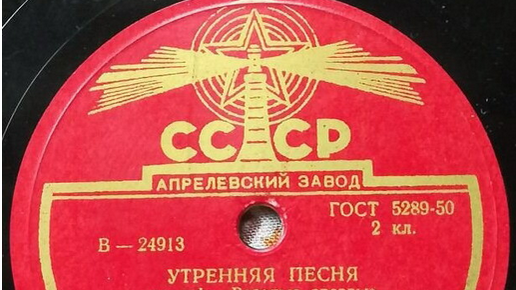 СССР
АПРЕЛЕВСКИЙ ЗАВОД
ГОСТ 5289-50
2 кл.
В — 24913
УТРЕННЯЯ ПЕСНЯ